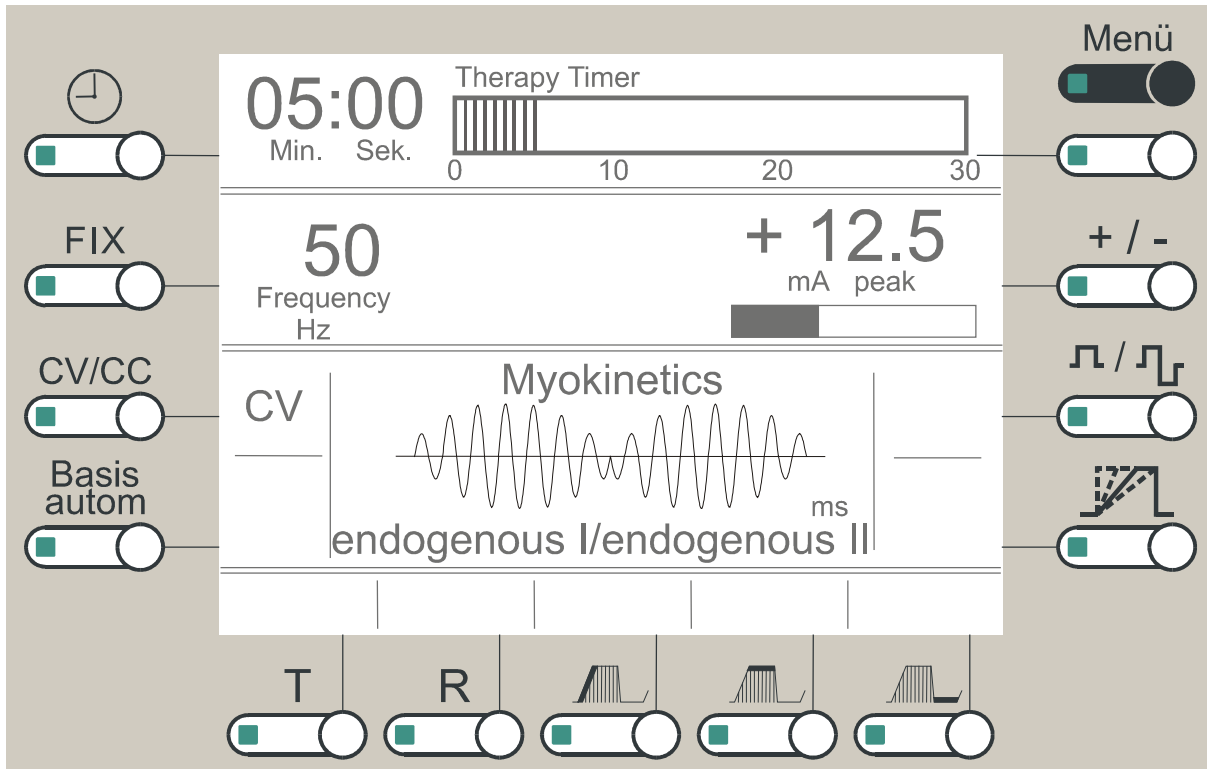 Menü
Therapy Timer
05:00
Min. Sek.
0 10 20 30
FIX
50
Frequency
Hz
+ 12.5
mA peak
+ / -
CV/CC
CV
Myokinetics
ms
endogenous I/endogenous II
Basis
autom
T
R